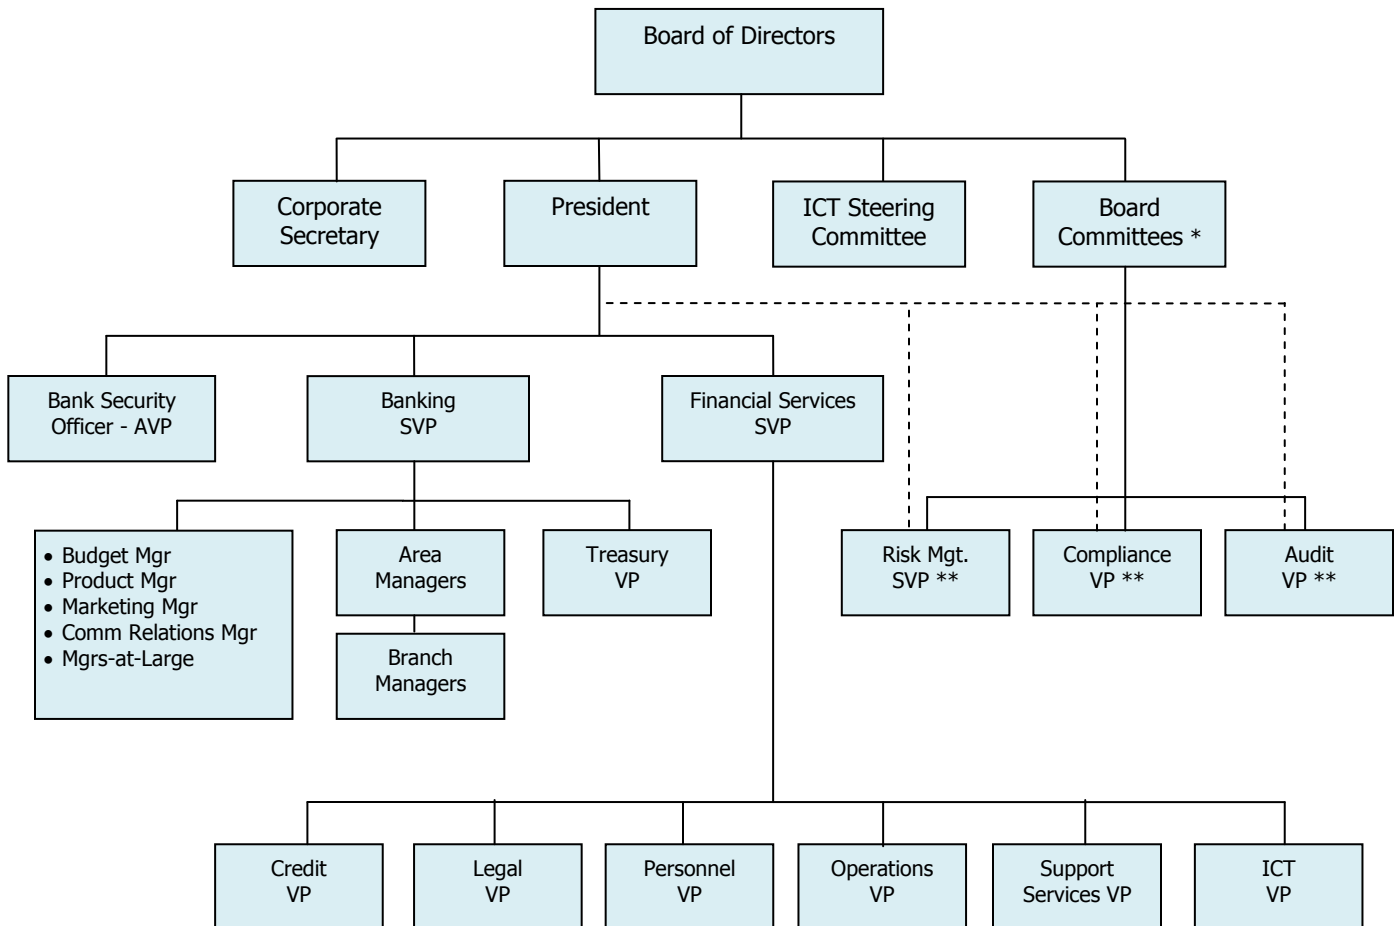 Board of Directors
Corporate
Secretary
President
ICT Steering
Committee
Board
Committees *
Bank Security
Officer - AVP
Banking
SVP
Financial Services
SVP
• Budget Mgr
• Product Mgr
• Marketing Mgr
• Comm Relations Mgr
• Mgrs-at-Large
Area
Managers
Treasury
VP
Risk Mgt.
SVP **
Compliance
VP **
Audit
VP **
Branch
Managers
Credit
VP
Legal
VP
Personnel
VP
Operations
VP
Support
Services VP
ICT
VP